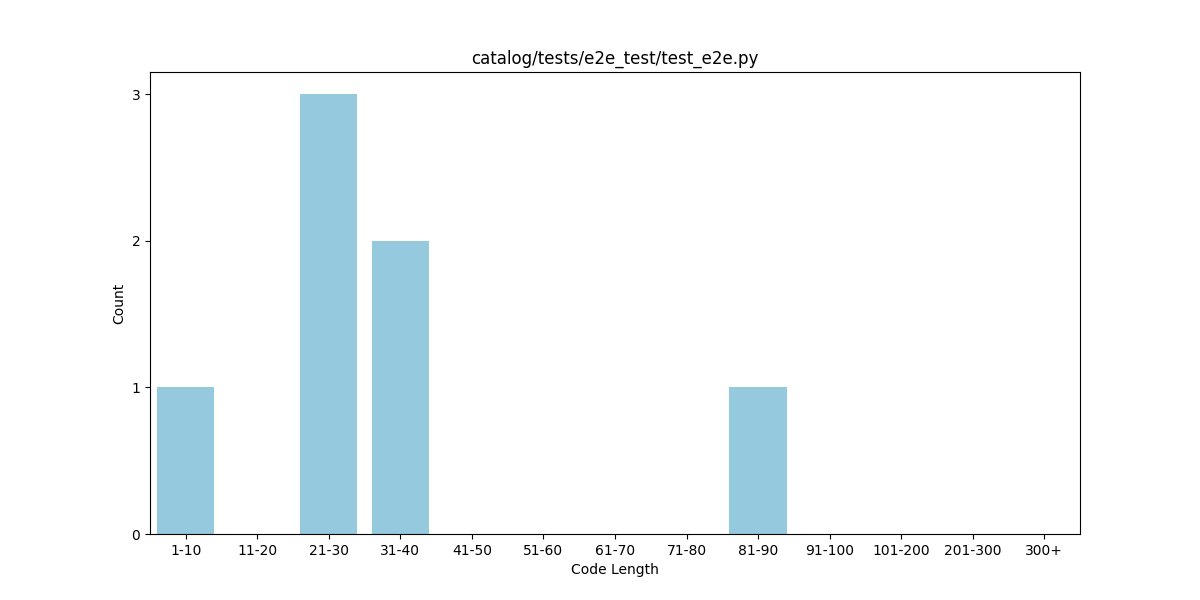 catalog/tests/e2e_test/test_e2e.py
3
2
1
0
Count
1-10 11-20 21-30 31-40 41-50 51-60 61-70 71-80 81-90 91-100 101-200 201-300 300+
Code Length